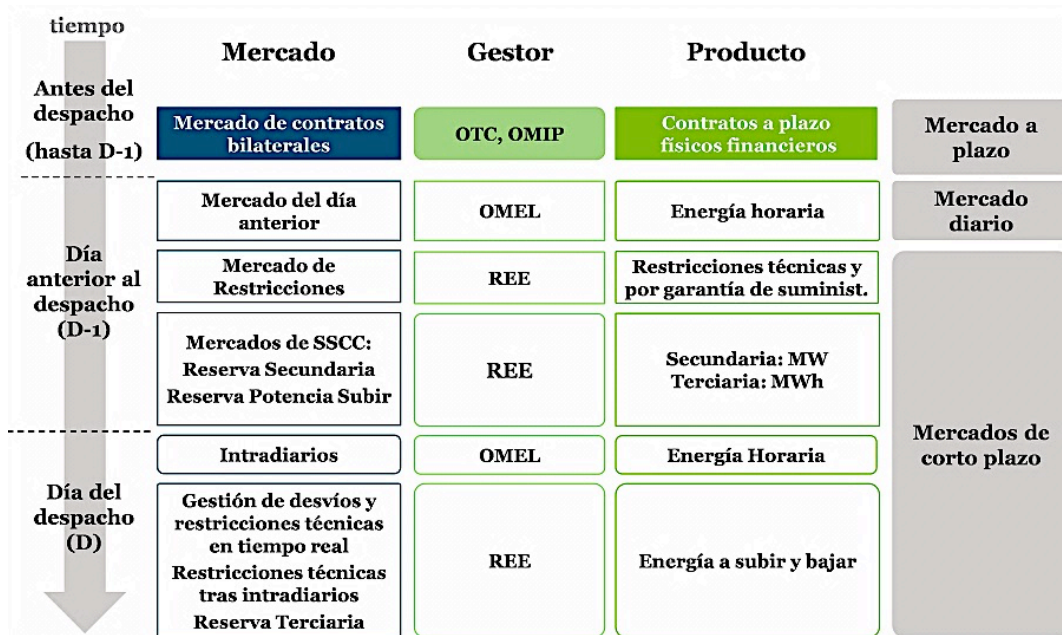 tiempo
Mercado
Gestor
Producto
Antes del
despacho
(hasta D-1)
Mercado de contratos
bilaterales
OTC, OMIP
Contratos a plazo
físicos financieros
Mercado a
plazo
Día
anterior al
despacho
(D-1)
Mercado del día
anterior
OMEL
Energía horaria
Mercado
diario
Mercado de
Restricciones
REE
Restricciones técnicas y
por garantía de suminist.
Mercados de SSCC:
Reserva Secundaria
Reserva Potencia Subir
REE
Secundaria: MW
Terciaria: MWh
Mercados de
corto plazo
Día del
despacho
(D)
Intradiarios
OMEL
Energía Horaria
Gestión de desvíos y
restricciones técnicas
en tiempo real
Restricciones técnicas
tras intradiarios
Reserva Terciaria
REE
Energía a subir y bajar